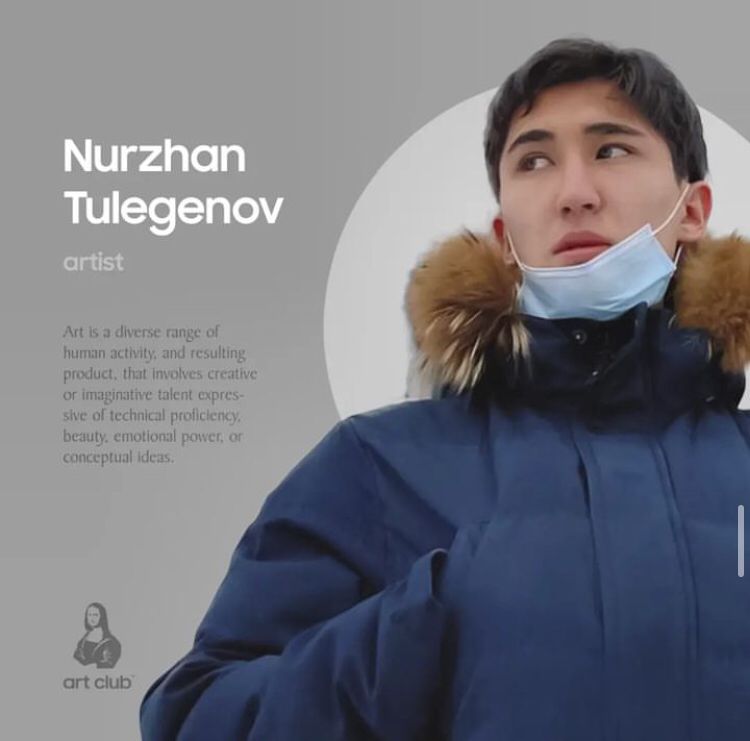 Nurzhan
Tulegenov
artist
Art is a diverse range of
human activity, and resulting
product, that involves creative
or imaginative talent expres-
sive of technical proficiency,
beauty, emotional power, or
conceptual ideas.
art club™